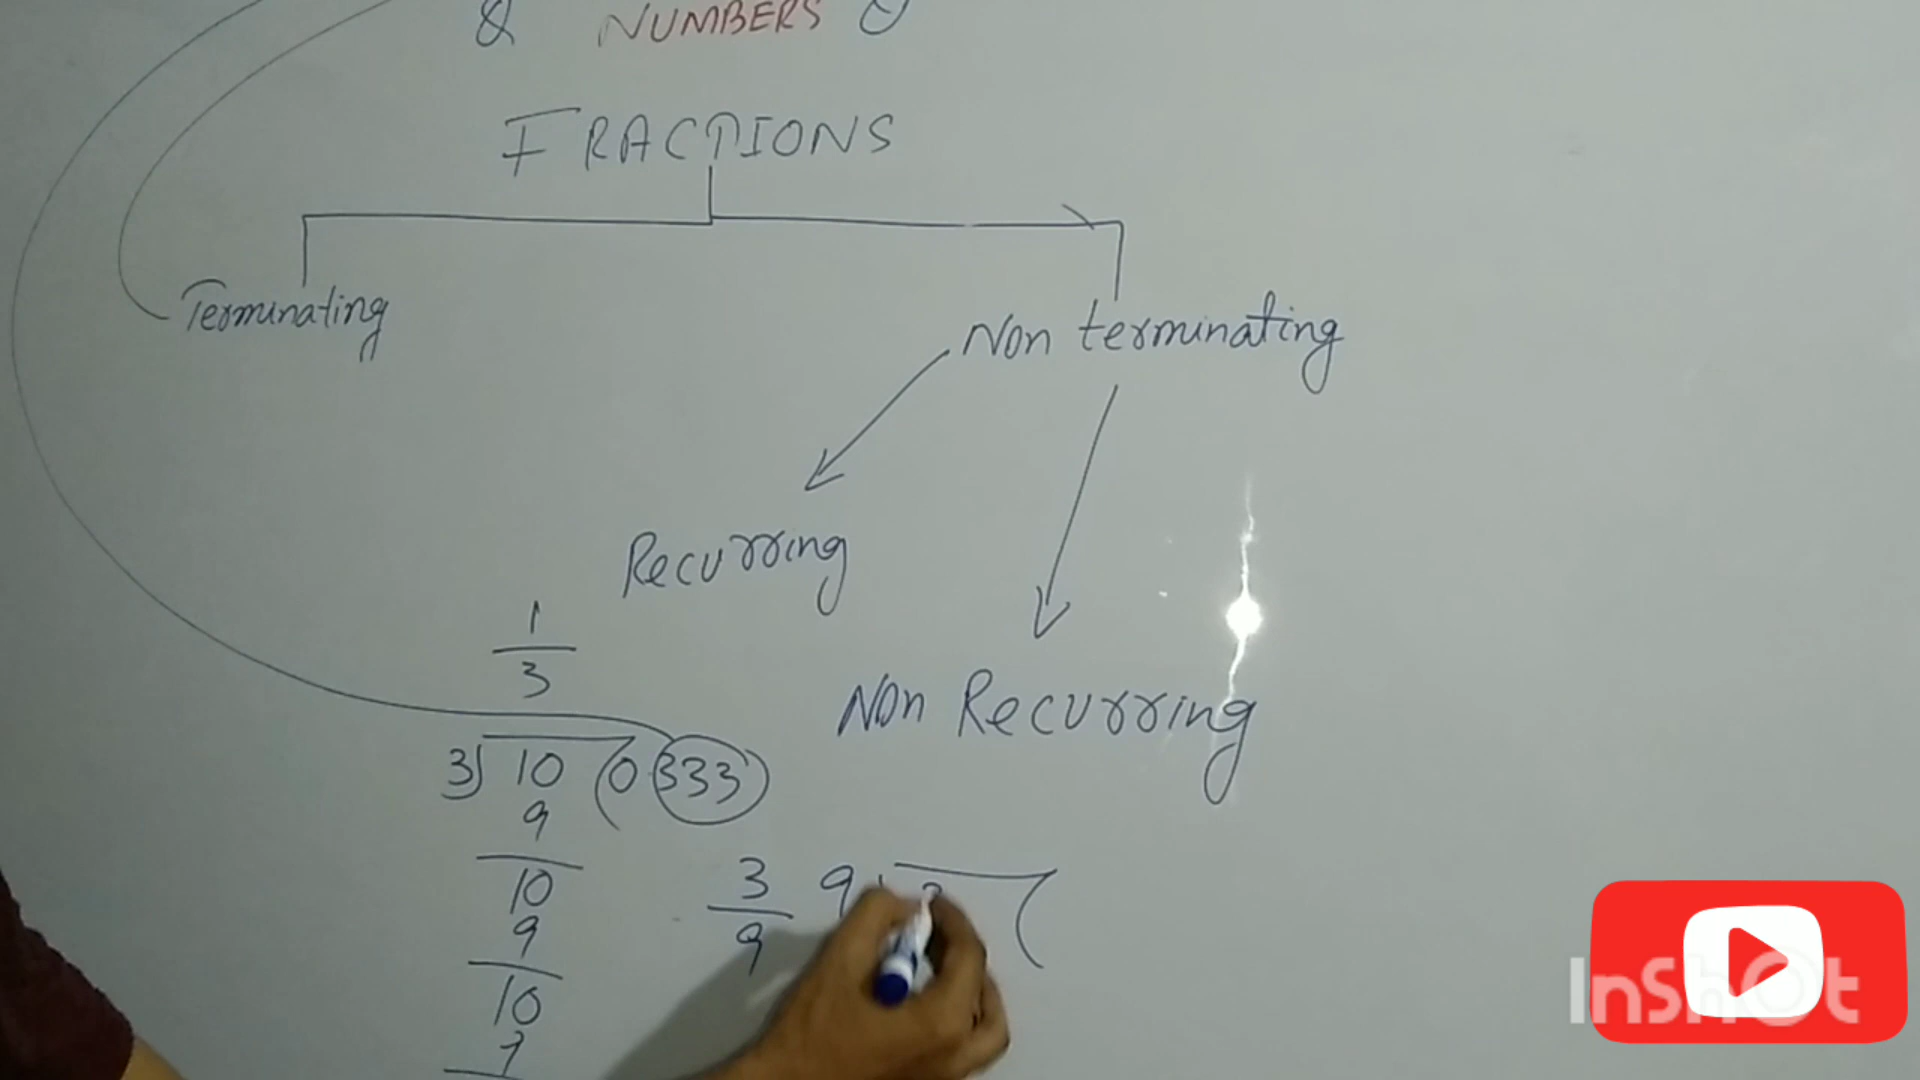 & NUMBERS
FRACTIONS
Terminating
Non terminating
Recurring
1
3
Non Recurring
3 10 0.333
9
10
3 9
9
9
10
InShOt